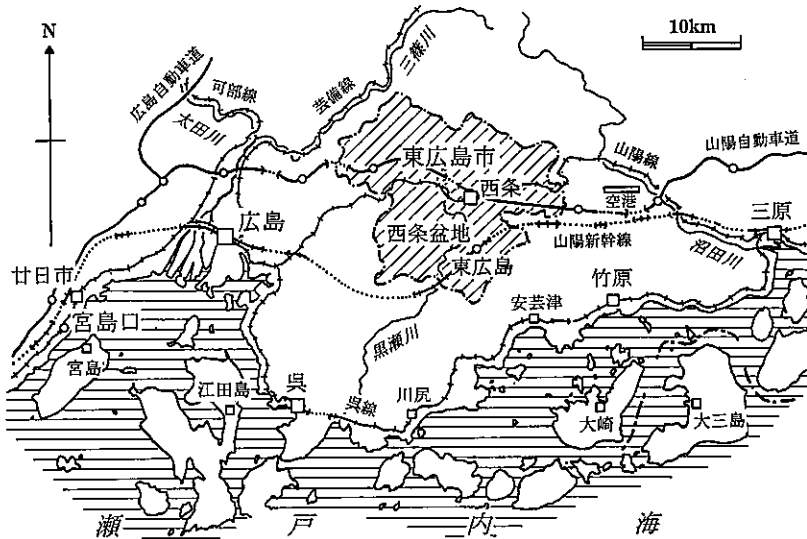 N
10km
広島自動車道
可部線
太田川
芸備線
三篠川
東広島市
西条
山陽線
山陽自動車道
空港
三原
広島
西条盆地
東広島
山陽新幹線
沼田川
廿日市
宮島口
宮島
竹原
安芸津
黒瀬川
江田島
呉
呉線
川尻
大崎
大三島
瀬戸内海